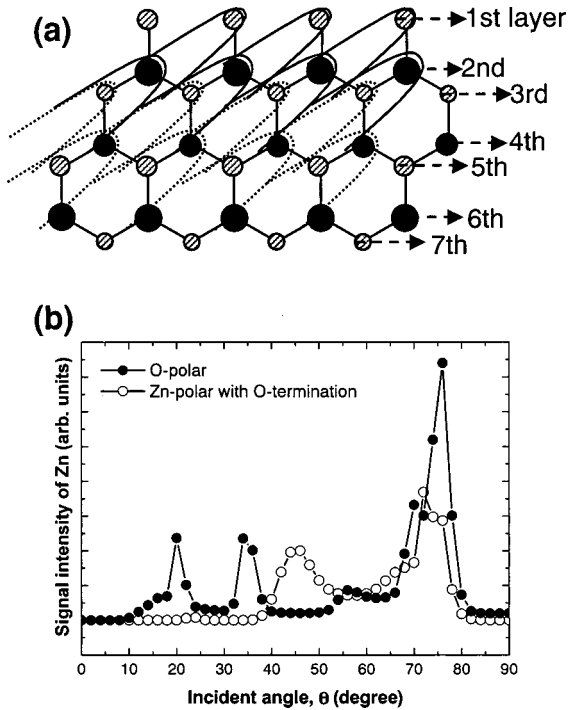 (a)
1st layer
2nd
3rd
4th
5th
6th
7th
(b)
Signal intensity of Zn (arb. units)
O-polar
Zn-polar with O-termination
0 10 20 30 40 50 60 70 80 90
Incident angle, θ (degree)